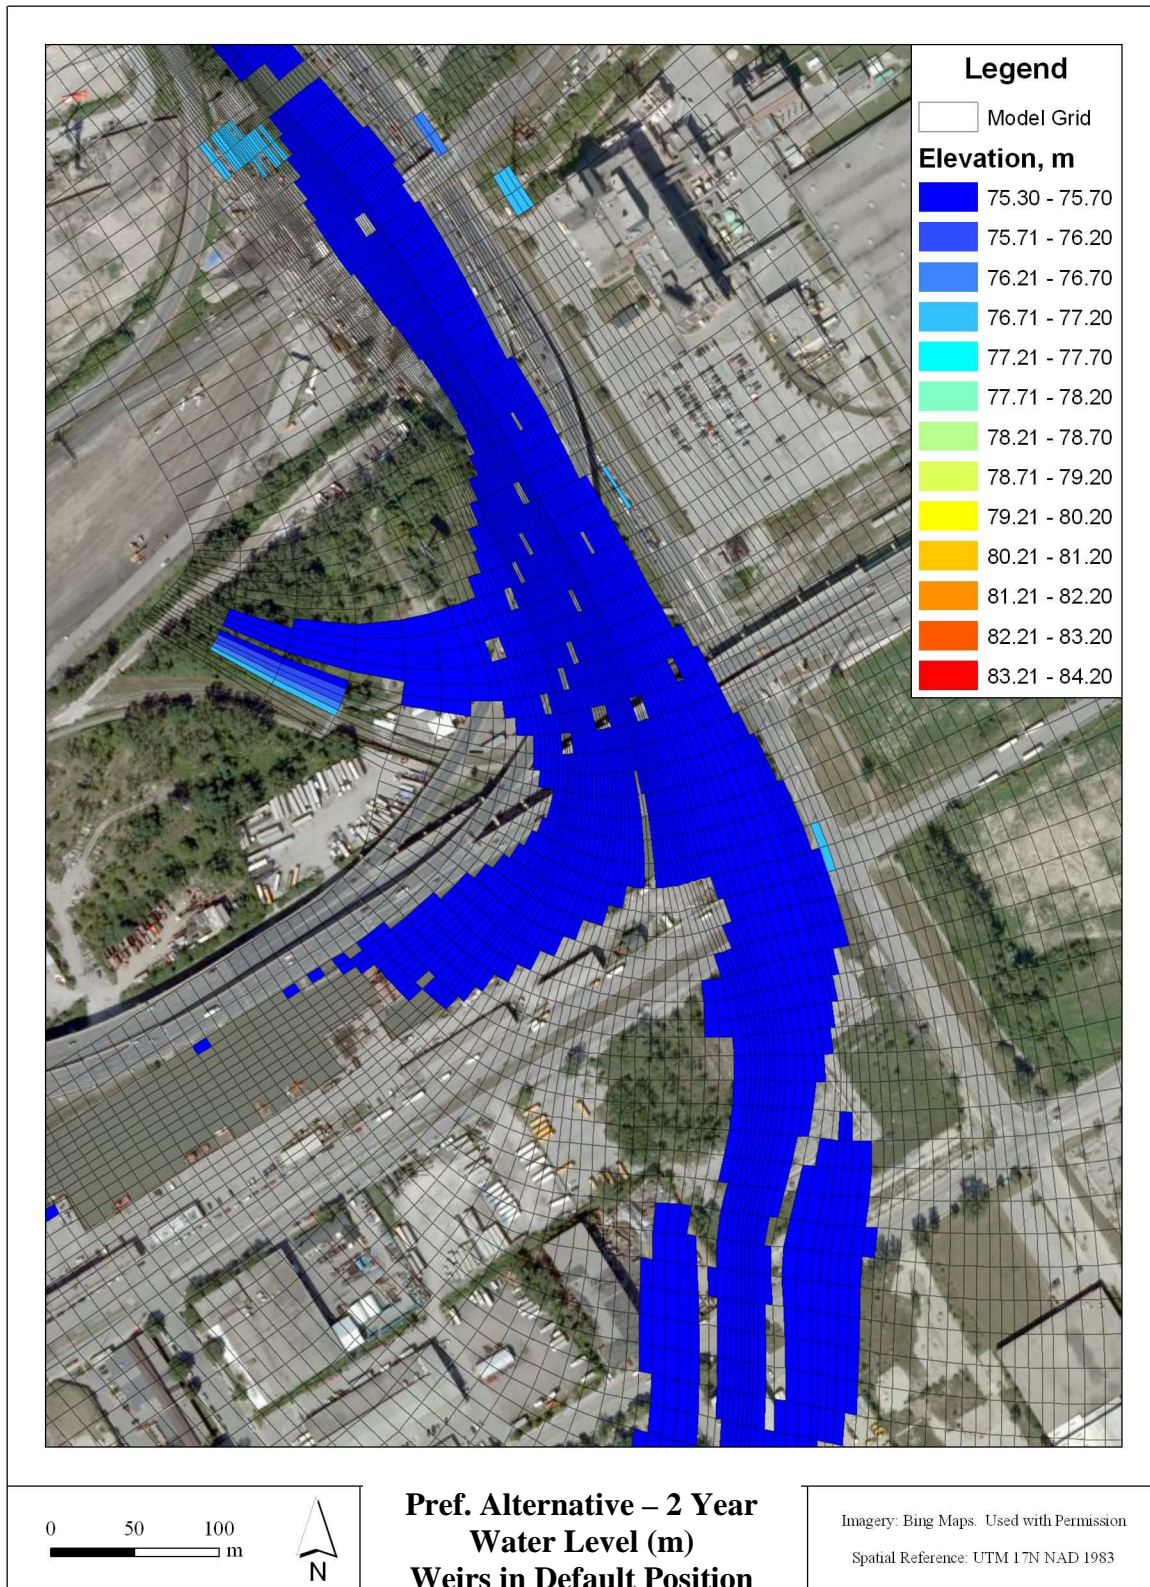 Legend
Model Grid
Elevation, m
75.30 - 75.70
75.71 - 76.20
76.21 - 76.70
76.71 - 77.20
77.21 - 77.70
77.71 - 78.20
78.21 - 78.70
78.71 - 79.20
79.21 - 80.20
80.21 - 81.20
81.21 - 82.20
82.21 - 83.20
83.21 - 84.20
0 50 100
m
N
Pref. Alternative – 2 Year
Water Level (m)
Weirs in Default Position
Imagery: Bing Maps. Used with Permission
Spatial Reference: UTM 17N NAD 1983